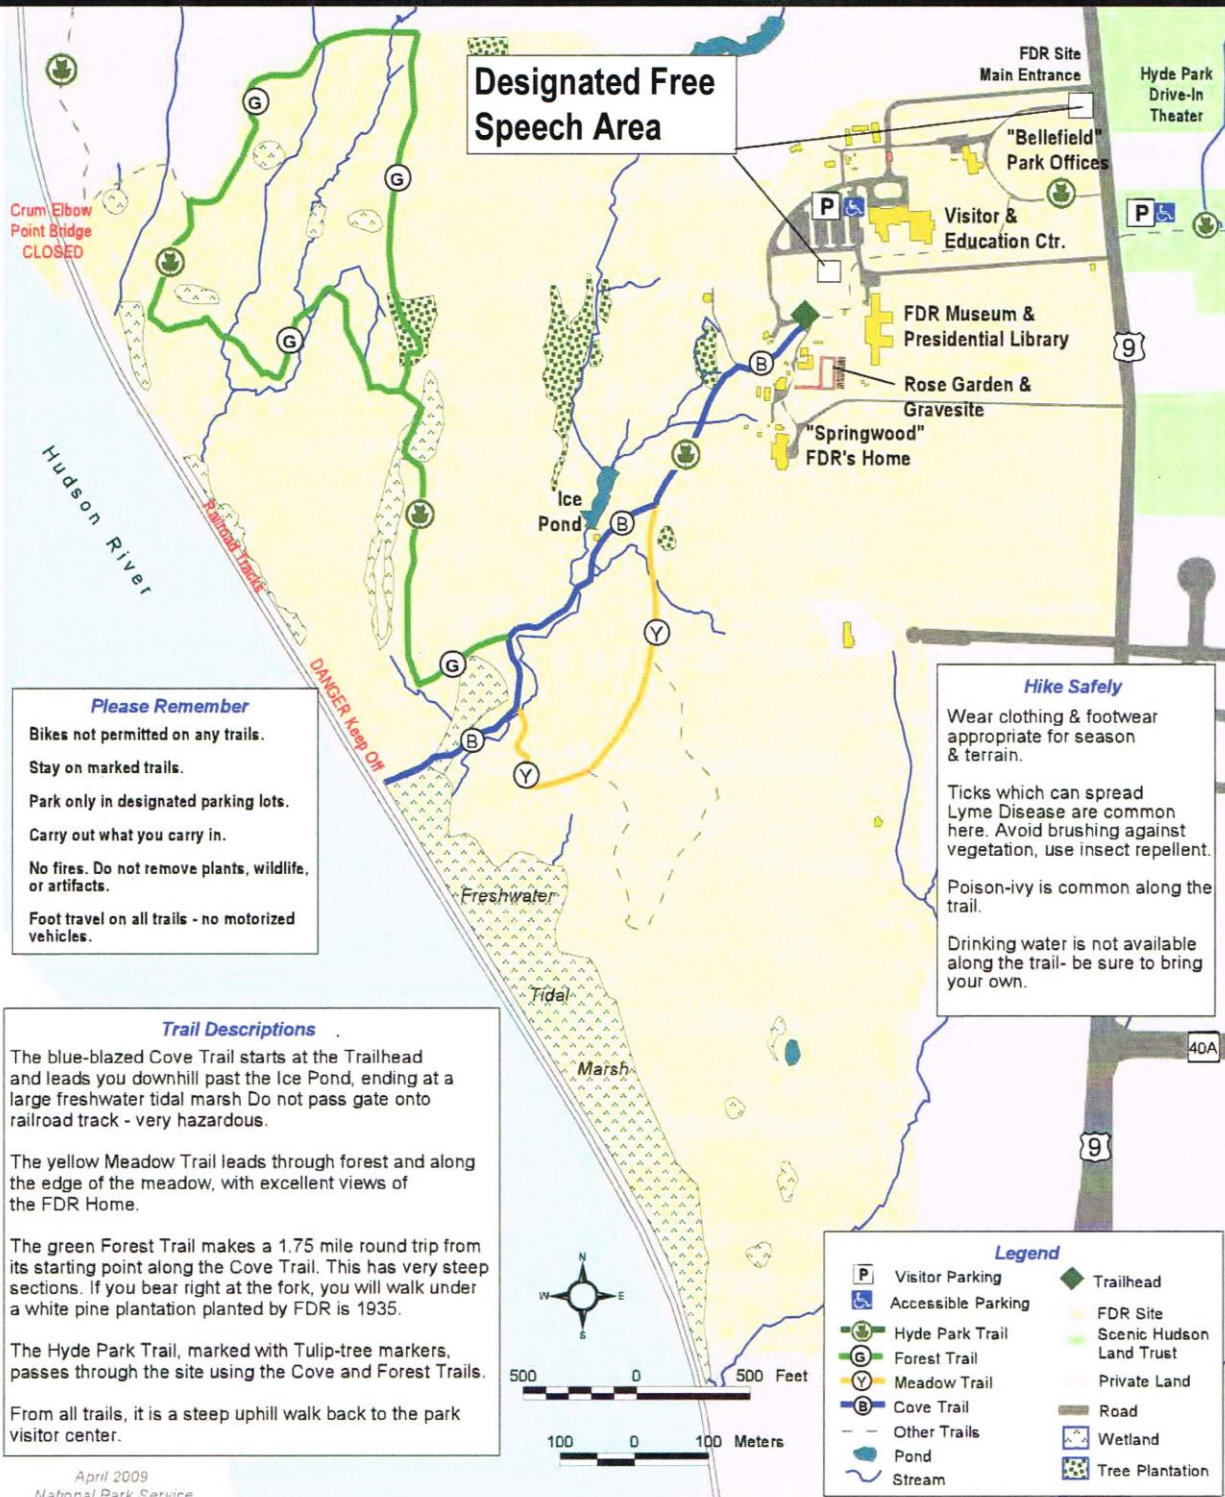 Designated Free
Speech Area
FDR Site
Main Entrance
Hyde Park
Drive-In
Theater
"Bellefield"
Park Offices
G
G
P
P
Visitor &
Education Ctr.
Crum Elbow
Point Bridge
CLOSED
FDR Museum &
Presidential Library
G
9
B
Rose Garden &
Gravesite
"Springwood"
FDR's Home
Hudson River
Ice
Pond
B
Railroad Tracks
Y
G
DANGER Keep Off
B
Y
Please Remember
Bikes not permitted on any trails.
Stay on marked trails.
Park only in designated parking lots.
Carry out what you carry in.
No fires. Do not remove plants, wildlife,
or artifacts.
Foot travel on all trails - no motorized
vehicles.
Hike Safely
Wear clothing & footwear
appropriate for season
& terrain.
Ticks which can spread
Lyme Disease are common
here. Avoid brushing against
vegetation, use insect repellent.
Poison-ivy is common along the
trail.
Drinking water is not available
along the trail- be sure to bring
your own.
Freshwater
Tidal
Marsh
40A
9
Trail Descriptions
The blue-blazed Cove Trail starts at the Trailhead
and leads you downhill past the Ice Pond, ending at a
large freshwater tidal marsh Do not pass gate onto
railroad track - very hazardous.
The yellow Meadow Trail leads through forest and along
the edge of the meadow, with excellent views of
the FDR Home.
The green Forest Trail makes a 1.75 mile round trip from
its starting point along the Cove Trail. This has very steep
sections. If you bear right at the fork, you will walk under
a white pine plantation planted by FDR is 1935.
The Hyde Park Trail, marked with Tulip-tree markers,
passes through the site using the Cove and Forest Trails.
From all trails, it is a steep uphill walk back to the park
visitor center.
April 2009
National Park Service
N
W E
S
500 0 500 Feet
100 0 100 Meters
Legend
P Visitor Parking
Accessible Parking
Hyde Park Trail
G Forest Trail
Y Meadow Trail
B Cove Trail
Other Trails
Pond
Stream
Trailhead
FDR Site
Scenic Hudson
Land Trust
Private Land
Road
Wetland
Tree Plantation